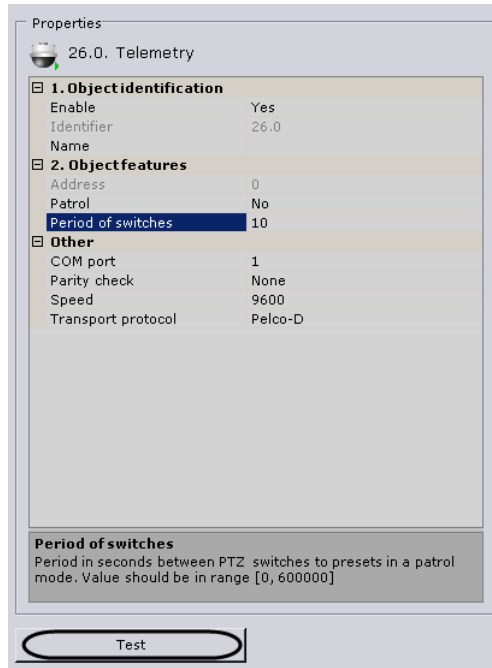 Properties
26.0. Telemetry
1. Object identification
Enable Yes
Identifier 26.0
Name
2. Object features
Address 0
Patrol No
Period of switches 10
Other
COM port 1
Parity check None
Speed 9600
Transport protocol Pelco-D
Period of switches
Period in seconds between PTZ switches to presets in a patrol
mode. Value should be in range [0, 600000]
Test